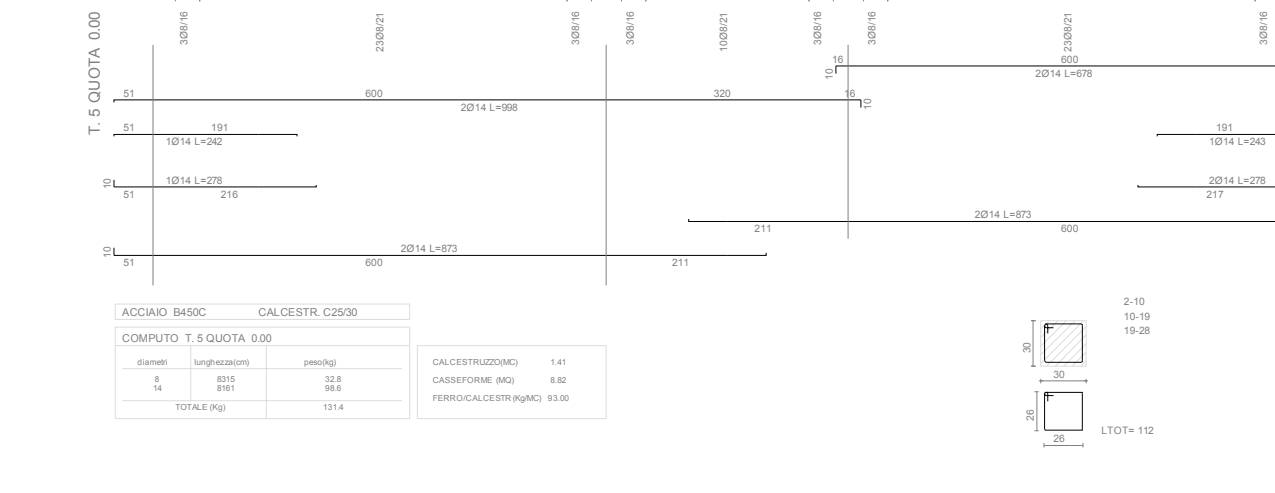 T. 5 QUOTA 0.00
3Ø8/16
23Ø8/21
3Ø8/16
3Ø8/16
10Ø8/21
3Ø8/16
3Ø8/16
23Ø8/21
3Ø8/16
16 600
10
2Ø14 L=678
51 600 320 16
10
2Ø14 L=998
51 191 191
1Ø14 L=242 1Ø14 L=243
10 1Ø14 L=278 2Ø14 L=278
51 216 217
2Ø14 L=873
211 600
10 2Ø14 L=873
51 600 211
ACCIAIO B450C CALCESTR. C25/30
COMPUTO T. 5 QUOTA 0.00
diametri lunghezza(cm) peso(kg)
8 8315 32.8
14 8161 98.6
TOTALE (Kg) 131.4
CALCESTRUZZO(MC) 1.41
CASSEFORME (MQ) 8.82
FERRO/CALCESTR (Kg/MC) 93.00
2-10
10-19
19-28
30
30
26
26
LTOT= 112